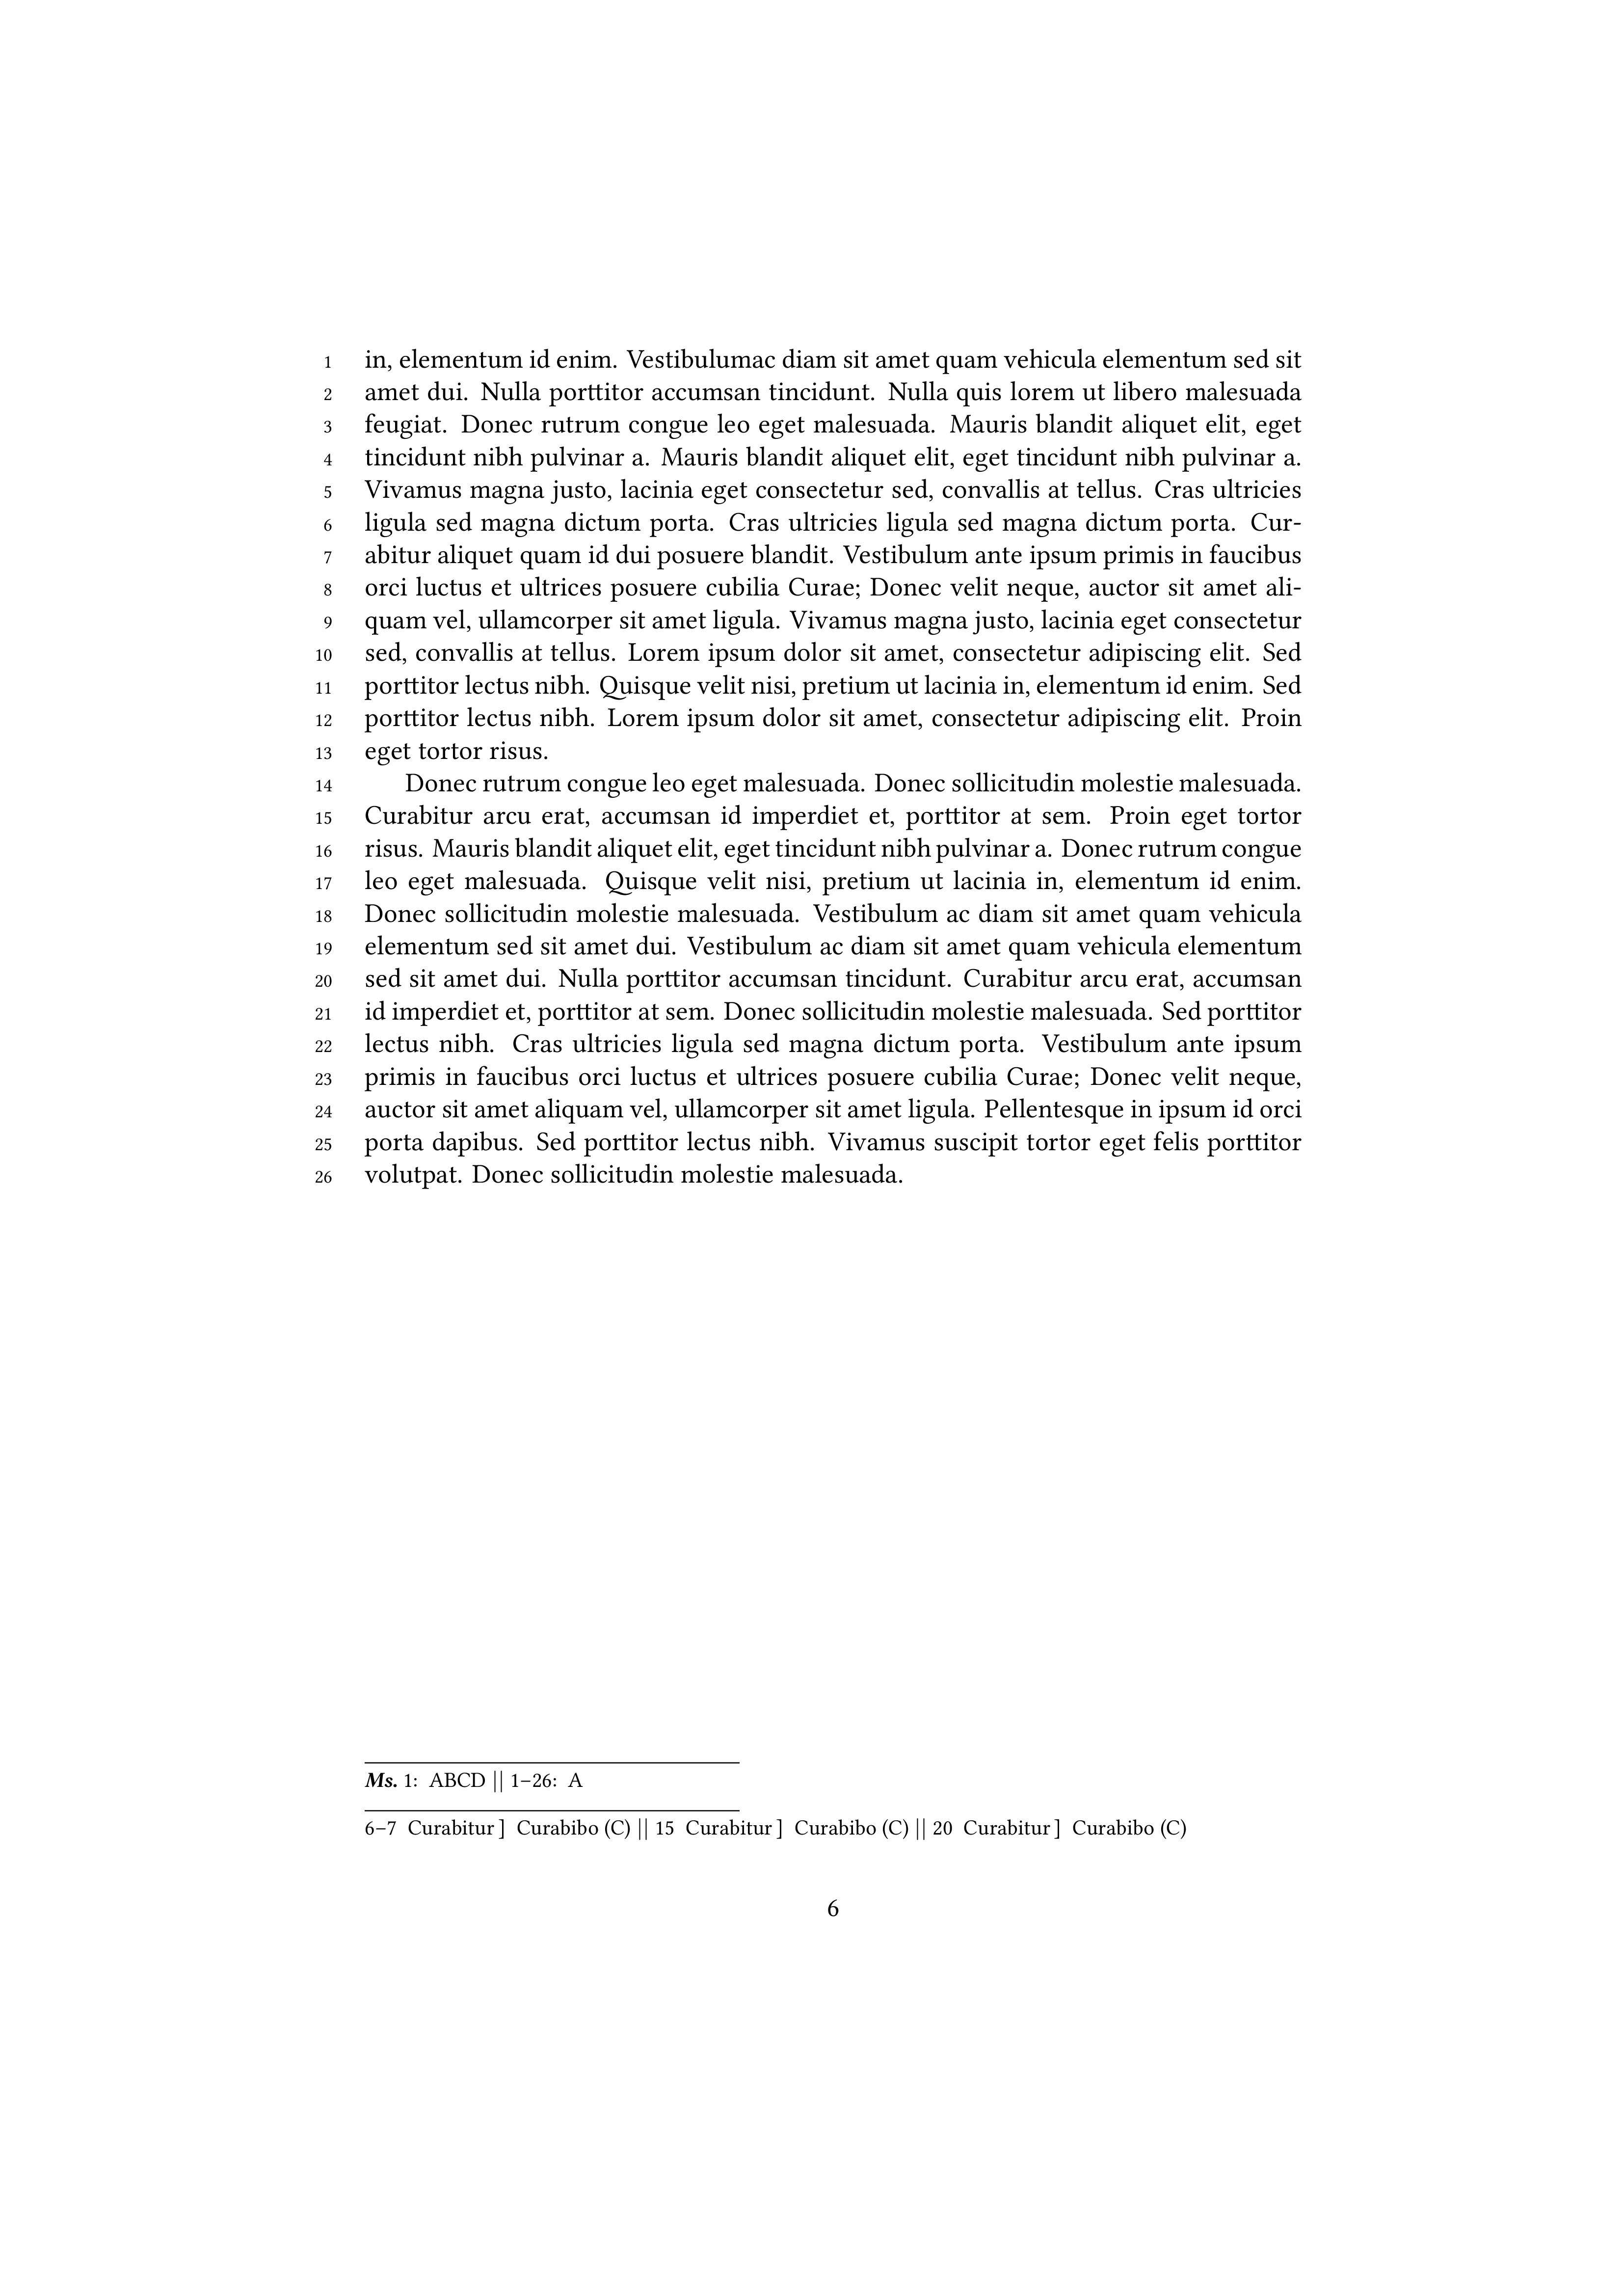 1 in, elementum id enim. Vestibulumac diam sit amet quam vehicula elementum sed sit
2 amet dui. Nulla porttitor accumsan tincidunt. Nulla quis lorem ut libero malesuada
3 feugiat. Donec rutrum congue leo eget malesuada. Mauris blandit aliquet elit, eget
4 tincidunt nibh pulvinar a. Mauris blandit aliquet elit, eget tincidunt nibh pulvinar a.
5 Vivamus magna justo, lacinia eget consectetur sed, convallis at tellus. Cras ultricies
6 ligula sed magna dictum porta. Cras ultricies ligula sed magna dictum porta. Cur-
7 abitur aliquet quam id dui posuere blandit. Vestibulum ante ipsum primis in faucibus
8 orci luctus et ultrices posuere cubilia Curae; Donec velit neque, auctor sit amet ali-
9 quam vel, ullamcorper sit amet ligula. Vivamus magna justo, lacinia eget consectetur
10 sed, convallis at tellus. Lorem ipsum dolor sit amet, consectetur adipiscing elit. Sed
11 porttitor lectus nibh. Quisque velit nisi, pretium ut lacinia in, elementum id enim. Sed
12 porttitor lectus nibh. Lorem ipsum dolor sit amet, consectetur adipiscing elit. Proin
13 eget tortor risus.
14 Donec rutrum congue leo eget malesuada. Donec sollicitudin molestie malesuada.
15 Curabitur arcu erat, accumsan id imperdiet et, porttitor at sem. Proin eget tortor
16 risus. Mauris blandit aliquet elit, eget tincidunt nibh pulvinar a. Donec rutrum congue
17 leo eget malesuada. Quisque velit nisi, pretium ut lacinia in, elementum id enim.
18 Donec sollicitudin molestie malesuada. Vestibulum ac diam sit amet quam vehicula
19 elementum sed sit amet dui. Vestibulum ac diam sit amet quam vehicula elementum
20 sed sit amet dui. Nulla porttitor accumsan tincidunt. Curabitur arcu erat, accumsan
21 id imperdiet et, porttitor at sem. Donec sollicitudin molestie malesuada. Sed porttitor
22 lectus nibh. Cras ultricies ligula sed magna dictum porta. Vestibulum ante ipsum
23 primis in faucibus orci luctus et ultrices posuere cubilia Curae; Donec velit neque,
24 auctor sit amet aliquam vel, ullamcorper sit amet ligula. Pellentesque in ipsum id orci
25 porta dapibus. Sed porttitor lectus nibh. Vivamus suscipit tortor eget felis porttitor
26 volutpat. Donec sollicitudin molestie malesuada.
Ms. 1: ABCD || 1–26: A
6–7 Curabitur ] Curabibo (C) || 15 Curabitur ] Curabibo (C) || 20 Curabitur ] Curabibo (C)
6